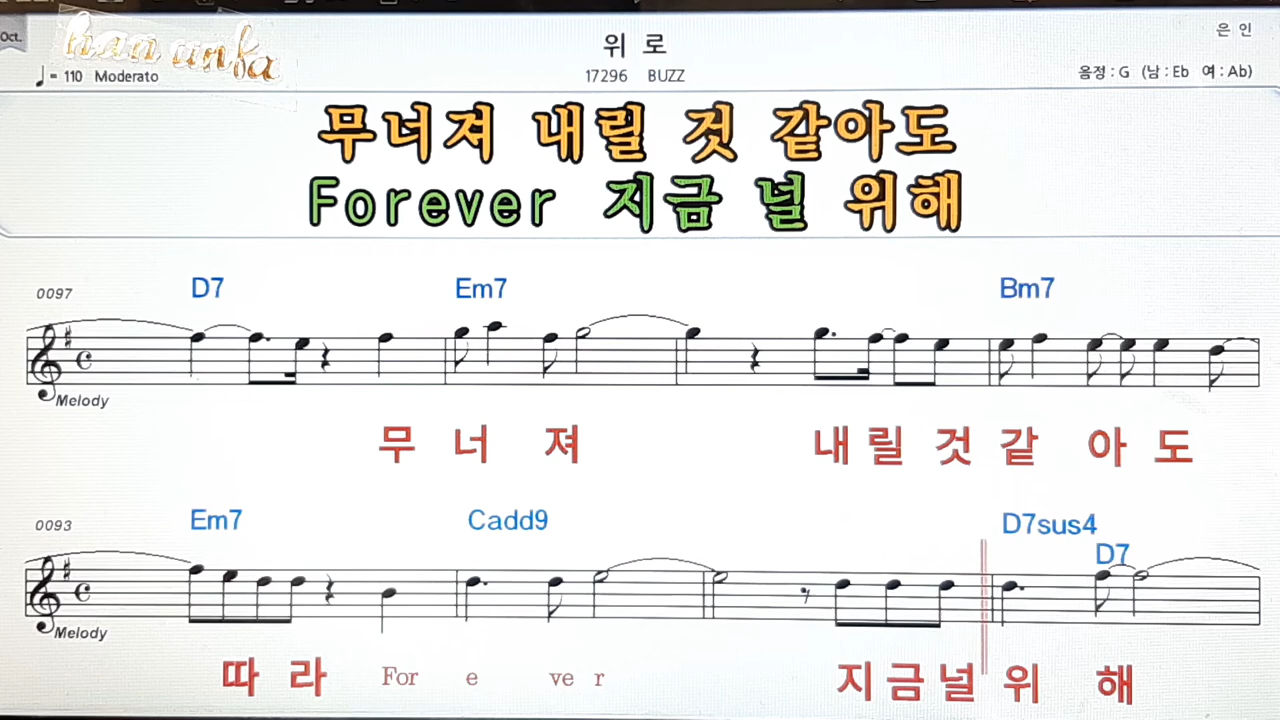 Oct.
han unfa
위 로
은 인
♩= 110 Moderato
17296 BUZZ
음정 : G (남 : Eb 여 : Ab)
무너져 내릴 것 같아도
Forever 지금 널 위해
0097
D7 Em7 Bm7
Melody
무 너 져 내 릴 것 같 아 도
0093
Em7 Cadd9 D7sus4
D7
Melody
따 라 For e ve r 지 금 널 위 해